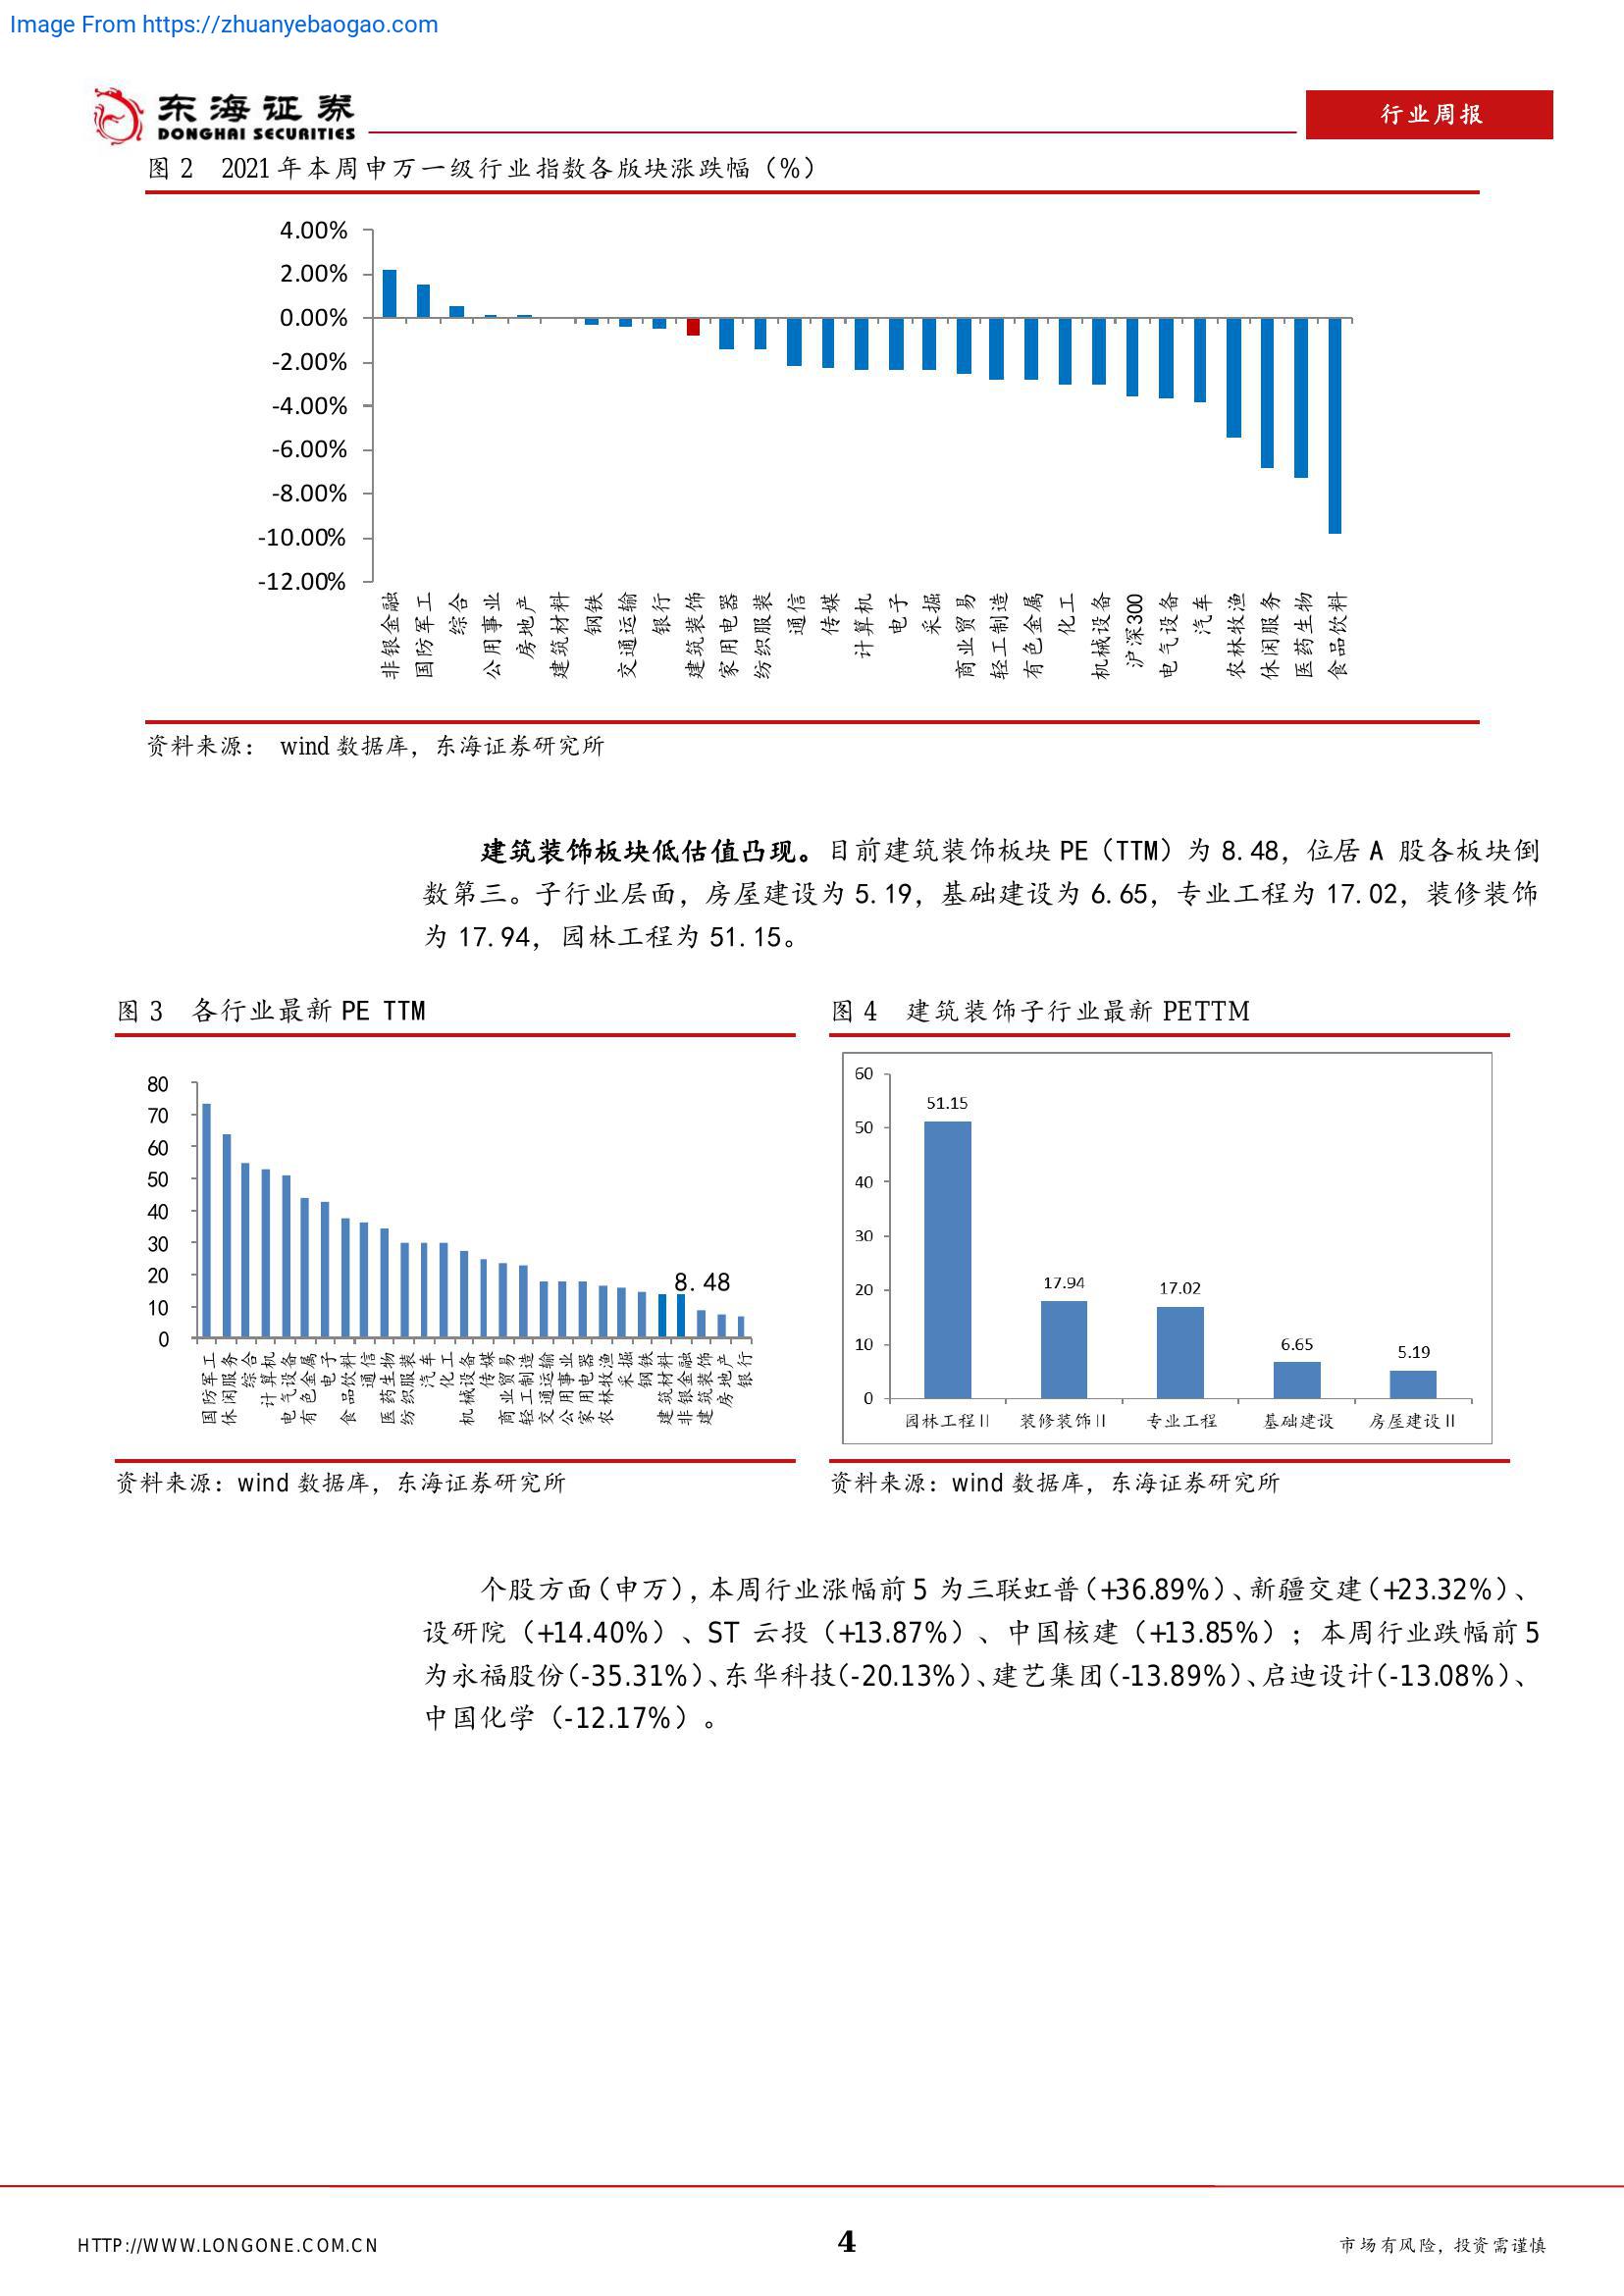 Image From https://zhuanyebaogao.com
东海证券
DONGHAI SECURITIES
行业周报
图 2 2021 年本周申万一级行业指数各版块涨跌幅（%）
4.00%
2.00%
0.00%
-2.00%
-4.00%
-6.00%
-8.00%
-10.00%
-12.00%
非银金融
国防军工
综合
公用事业
房地产
建筑材料
钢铁
交通运输
银行
建筑装饰
家用电器
纺织服装
通信
传媒
计算机
电子
采掘
商业贸易
轻工制造
有色金属
化工
机械设备
沪深300
电气设备
汽车
农林牧渔
休闲服务
医药生物
食品饮料
资料来源： wind 数据库，东海证券研究所
建筑装饰板块低估值凸现。目前建筑装饰板块 PE（TTM）为 8.48，位居 A 股各板块倒
数第三。子行业层面，房屋建设为 5.19，基础建设为 6.65，专业工程为 17.02，装修装饰
为 17.94，园林工程为 51.15。
图 3 各行业最新 PE TTM
80
70
60
50
40
30
20
10
0
8.48
国防军工
休闲服务
综合
计算机
电气设备
有色金属
电子
食品饮料
通信
医药生物
纺织服装
汽车
化工
机械设备
传媒
商业贸易
轻工制造
交通运输
公用事业
家用电器
农林牧渔
采掘
钢铁
建筑材料
非银金融
建筑装饰
房地产
银行
资料来源：wind 数据库，东海证券研究所
图 4 建筑装饰子行业最新 PETTM
60
50
40
30
20
10
0
51.15
17.94
17.02
6.65
5.19
园林工程Ⅱ
装修装饰Ⅱ
专业工程
基础建设
房屋建设Ⅱ
资料来源：wind 数据库，东海证券研究所
个股方面（申万），本周行业涨幅前 5 为三联虹普（+36.89%）、新疆交建（+23.32%）、
设研院（+14.40%）、ST 云投（+13.87%）、中国核建（+13.85%）；本周行业跌幅前 5
为永福股份（-35.31%）、东华科技（-20.13%）、建艺集团（-13.89%）、启迪设计（-13.08%）、
中国化学（-12.17%）。
HTTP://WWW.LONGONE.COM.CN
4
市场有风险，投资需谨慎